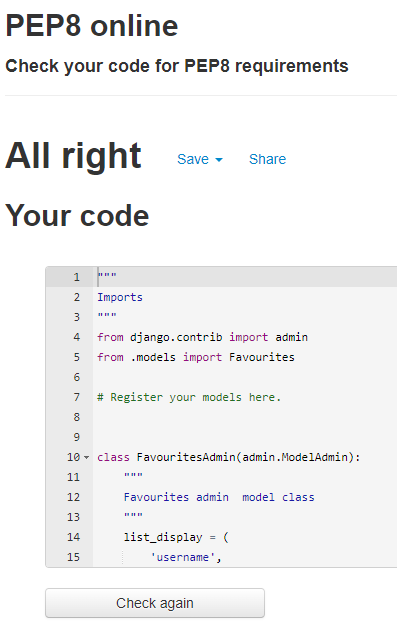 PEP8 online
Check your code for PEP8 requirements
All right Save Share
Your code
1 """
2 Imports
3 """
4 from django.contrib import admin
5 from .models import Favourites
6
7 # Register your models here.
8
9
10 class FavouritesAdmin(admin.ModelAdmin):
11     """
12     Favourites admin  model class
13     """
14     list_display = (
15         'username',
Check again